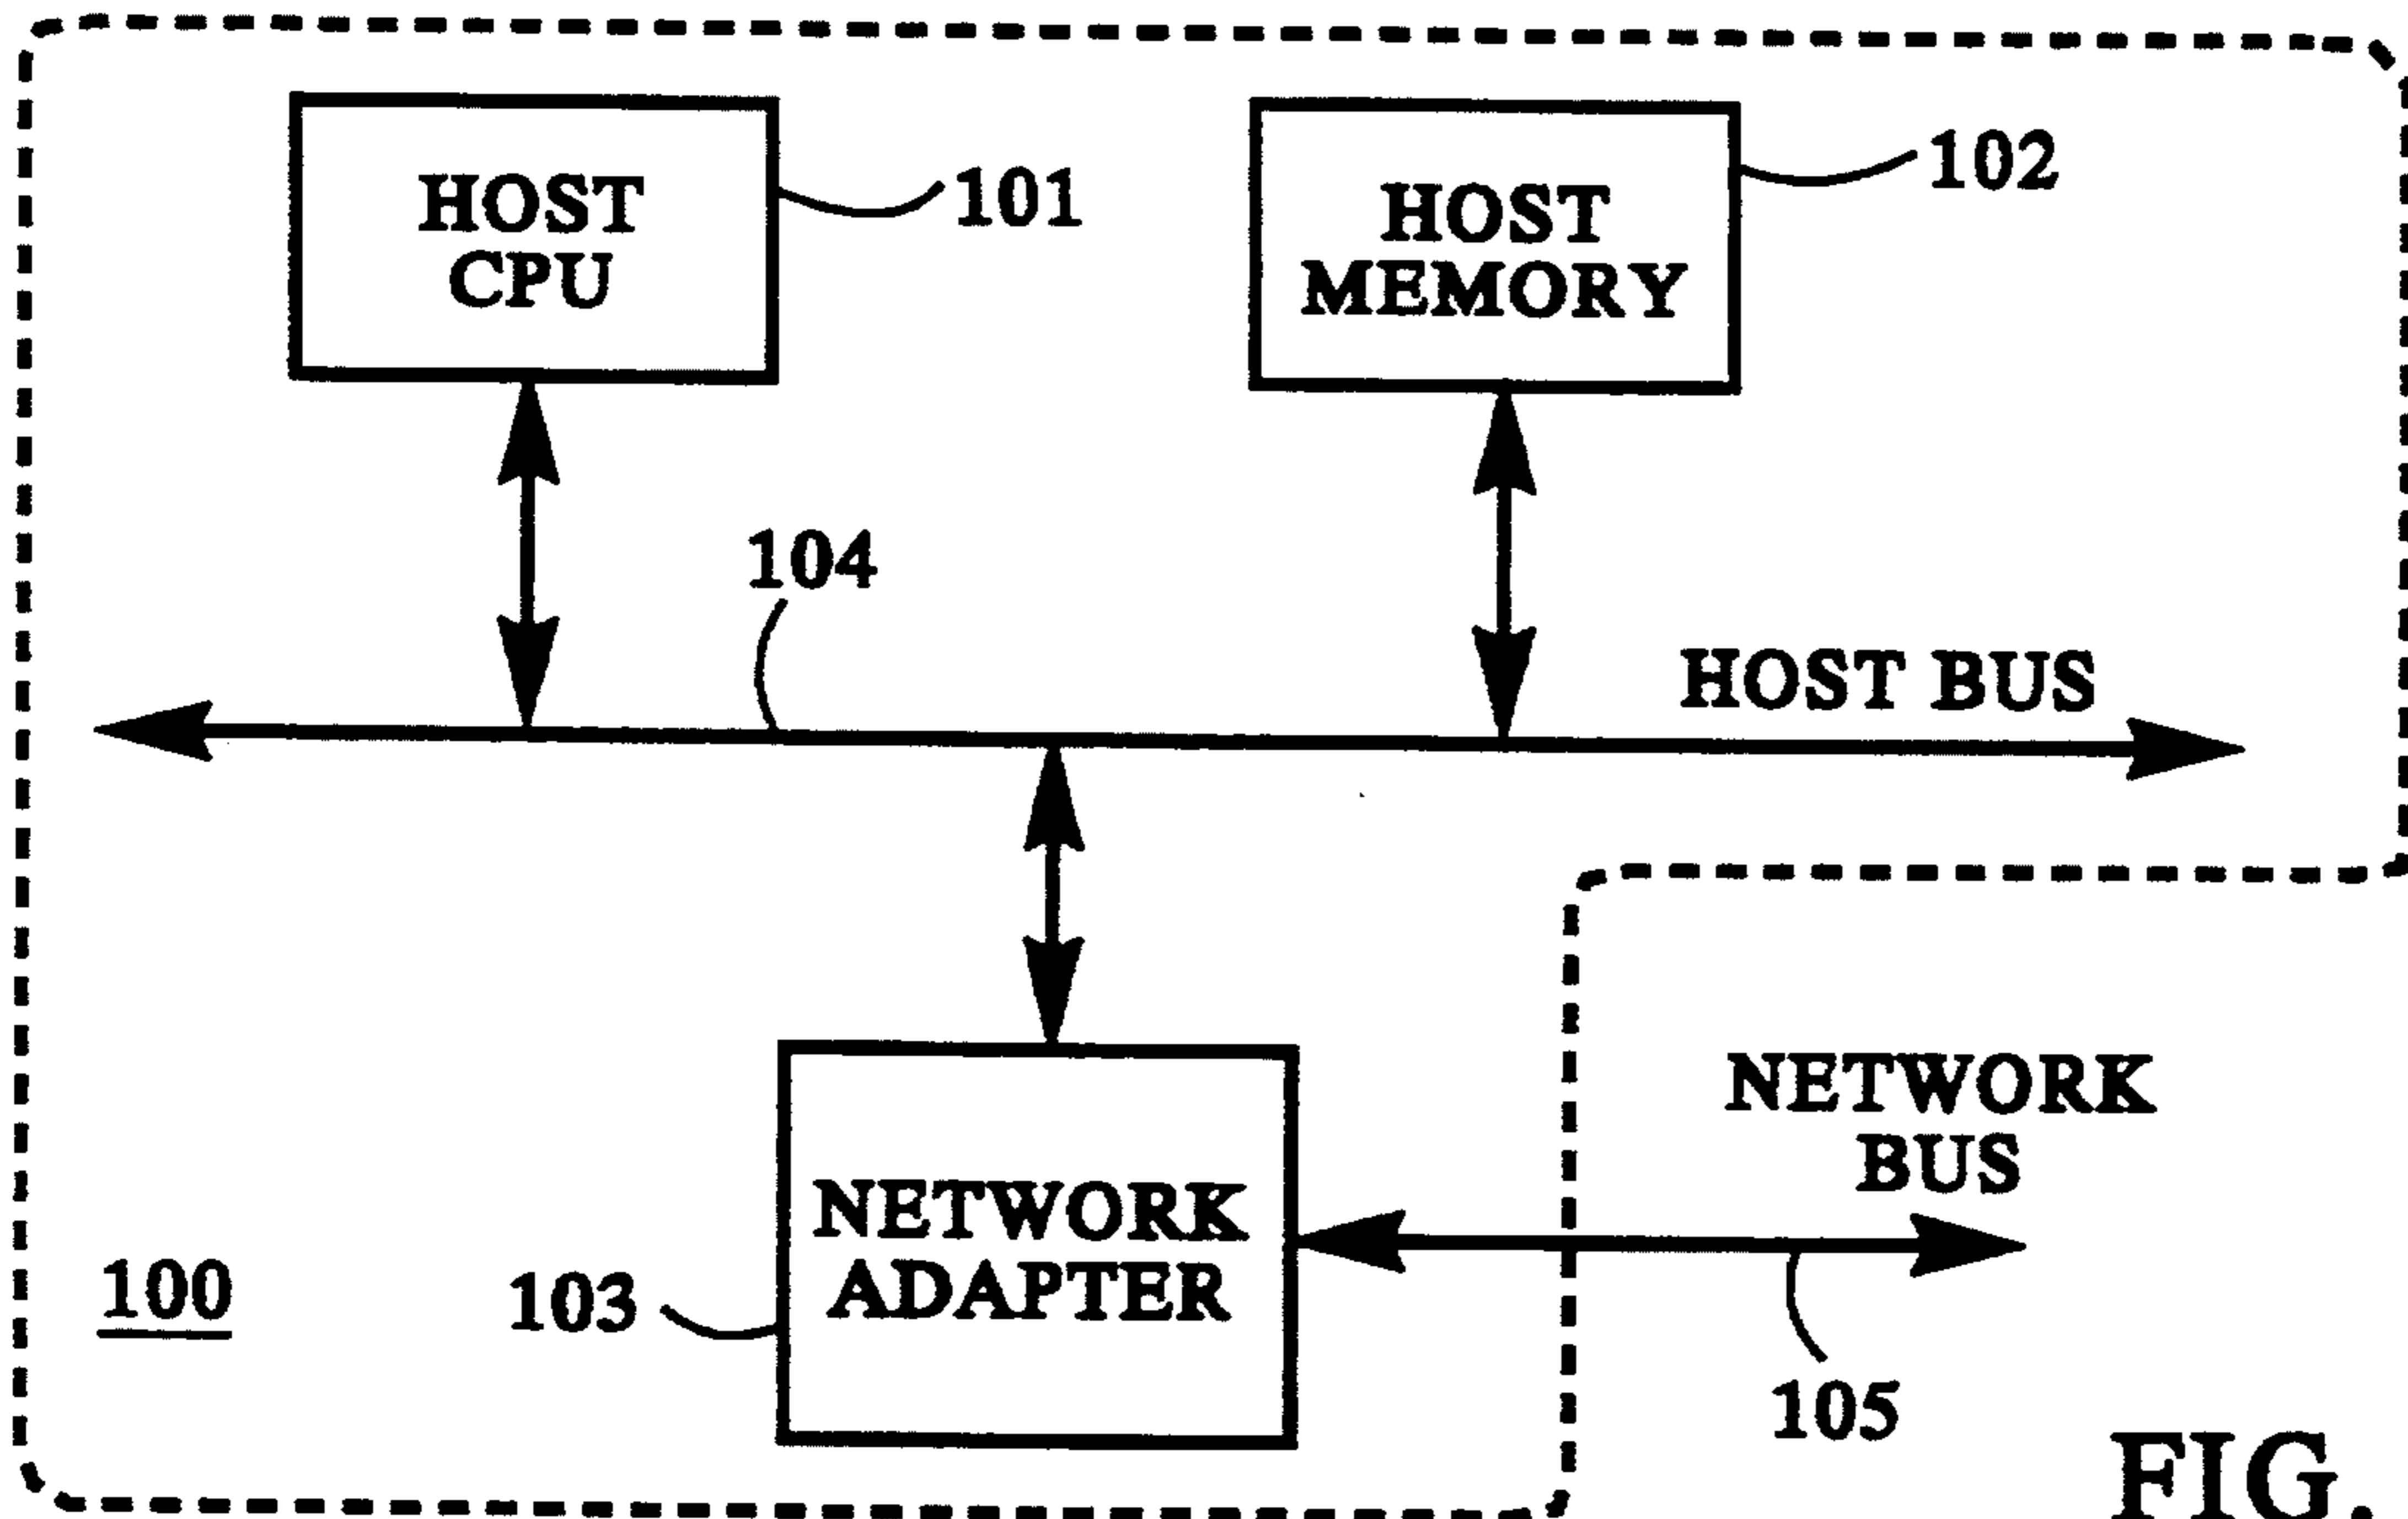 HOST
CPU
101
HOST
MEMORY
102
104
HOST BUS
NETWORK
BUS
NETWORK
ADAPTER
100
103
105
FIG.